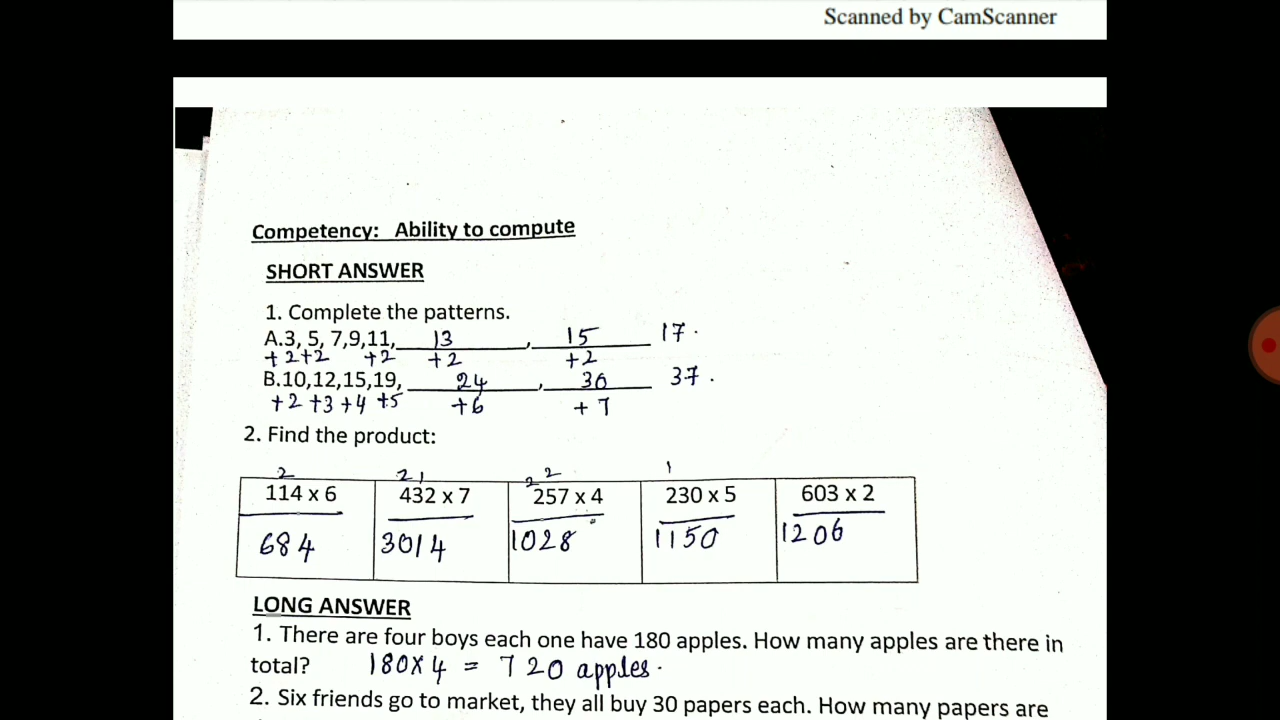 Scanned by CamScanner
Competency: Ability to compute
SHORT ANSWER
1. Complete the patterns.
A.3, 5, 7,9,11, 13 , 15 17.
+2+2 +2 +2 +2
B.10,12,15,19, 24 , 30 37.
+2 +3 +4 +5 +6 +7
2. Find the product:
2 2 1 2 2 1
114 x 6 432 x 7 257 x 4 230 x 5 603 x 2
684 3014 1028 1150 1206
LONG ANSWER
1. There are four boys each one have 180 apples. How many apples are there in
total? 180x4 = 720 apples.
2. Six friends go to market, they all buy 30 papers each. How many papers are